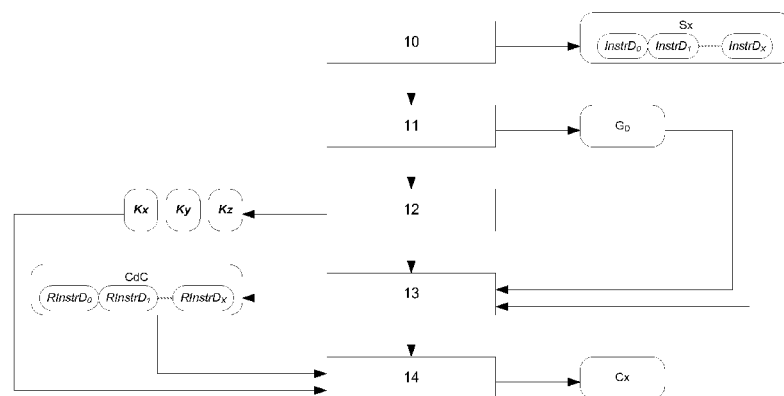 10
Sx
InstrD0 InstrD1 InstrDX
11
GD
Kx Ky Kz
12
CdC
RInstrD0 RInstrD1 RInstrDX
13
14
Cx